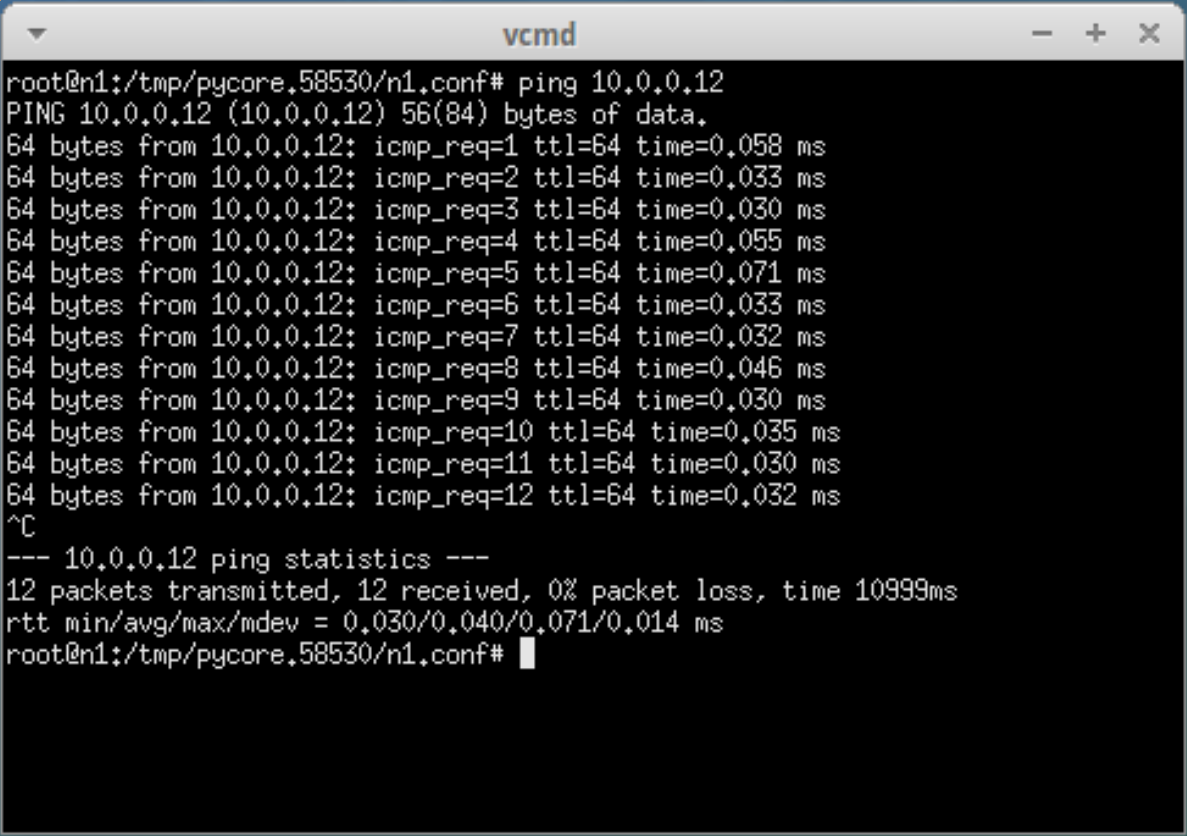 vcmd
root@n1:/tmp/pycore.58530/n1.conf# ping 10.0.0.12
PING 10.0.0.12 (10.0.0.12) 56(84) bytes of data.
64 bytes from 10.0.0.12: icmp_req=1 ttl=64 time=0.058 ms
64 bytes from 10.0.0.12: icmp_req=2 ttl=64 time=0.033 ms
64 bytes from 10.0.0.12: icmp_req=3 ttl=64 time=0.030 ms
64 bytes from 10.0.0.12: icmp_req=4 ttl=64 time=0.055 ms
64 bytes from 10.0.0.12: icmp_req=5 ttl=64 time=0.071 ms
64 bytes from 10.0.0.12: icmp_req=6 ttl=64 time=0.033 ms
64 bytes from 10.0.0.12: icmp_req=7 ttl=64 time=0.032 ms
64 bytes from 10.0.0.12: icmp_req=8 ttl=64 time=0.046 ms
64 bytes from 10.0.0.12: icmp_req=9 ttl=64 time=0.030 ms
64 bytes from 10.0.0.12: icmp_req=10 ttl=64 time=0.035 ms
64 bytes from 10.0.0.12: icmp_req=11 ttl=64 time=0.030 ms
64 bytes from 10.0.0.12: icmp_req=12 ttl=64 time=0.032 ms
^C
--- 10.0.0.12 ping statistics ---
12 packets transmitted, 12 received, 0% packet loss, time 10999ms
rtt min/avg/max/mdev = 0.030/0.040/0.071/0.014 ms
root@n1:/tmp/pycore.58530/n1.conf#